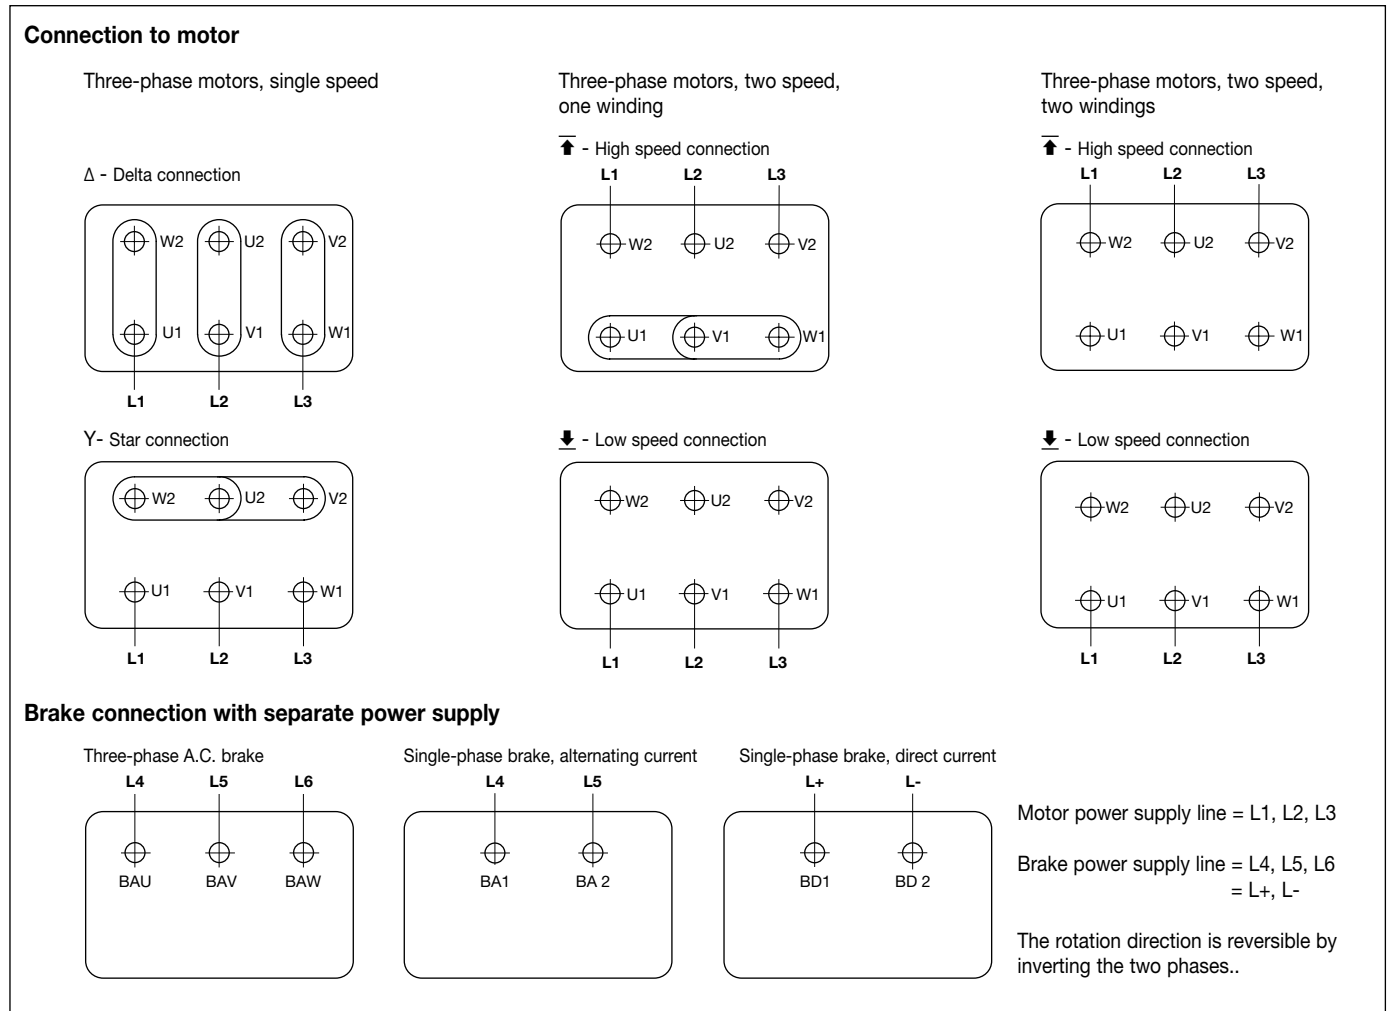 Connection to motor
Three-phase motors, single speed
Δ - Delta connection
W2 U2 V2
U1 V1 W1
L1 L2 L3
Y- Star connection
W2 U2 V2
U1 V1 W1
L1 L2 L3
Three-phase motors, two speed,
one winding
- High speed connection
L1 L2 L3
W2 U2 V2
U1 V1 W1
- Low speed connection
W2 U2 V2
U1 V1 W1
L1 L2 L3
Three-phase motors, two speed,
two windings
- High speed connection
L1 L2 L3
W2 U2 V2
U1 V1 W1
- Low speed connection
W2 U2 V2
U1 V1 W1
L1 L2 L3
Brake connection with separate power supply
Three-phase A.C. brake
L4 L5 L6
BAU BAV BAW
Single-phase brake, alternating current
L4 L5
BA1 BA 2
Single-phase brake, direct current
L+ L-
BD1 BD 2
Motor power supply line = L1, L2, L3
Brake power supply line = L4, L5, L6
= L+, L-
The rotation direction is reversible by
inverting the two phases..